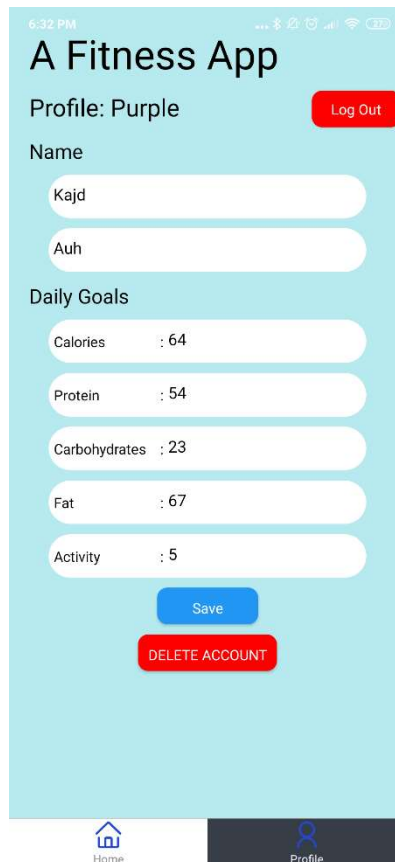 6:32 PM
A Fitness App
Profile: Purple
Log Out
Name
Kajd
Auh
Daily Goals
Calories : 64
Protein : 54
Carbohydrates : 23
Fat : 67
Activity : 5
Save
DELETE ACCOUNT
Home
Profile